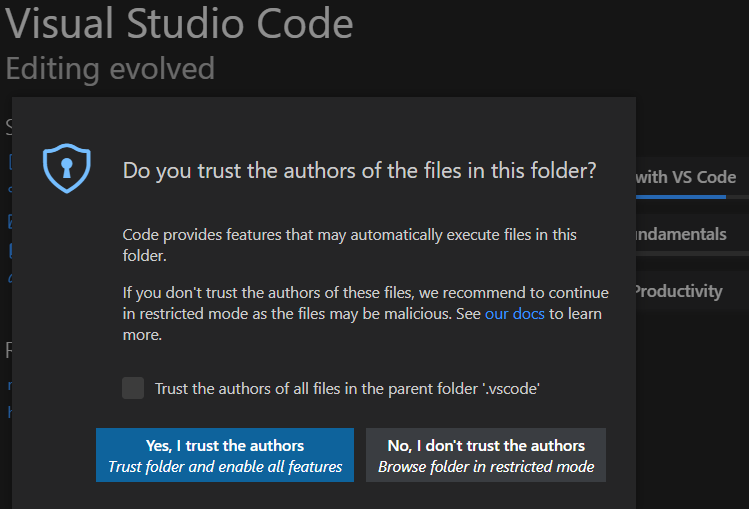 Visual Studio Code
Editing evolved
Do you trust the authors of the files in this folder?
with VS Code
Code provides features that may automatically execute files in this
folder.
undamentals
If you don't trust the authors of these files, we recommend to continue
in restricted mode as the files may be malicious. See our docs to learn
more.
Productivity
Trust the authors of all files in the parent folder '.vscode'
Yes, I trust the authors
Trust folder and enable all features
No, I don't trust the authors
Browse folder in restricted mode